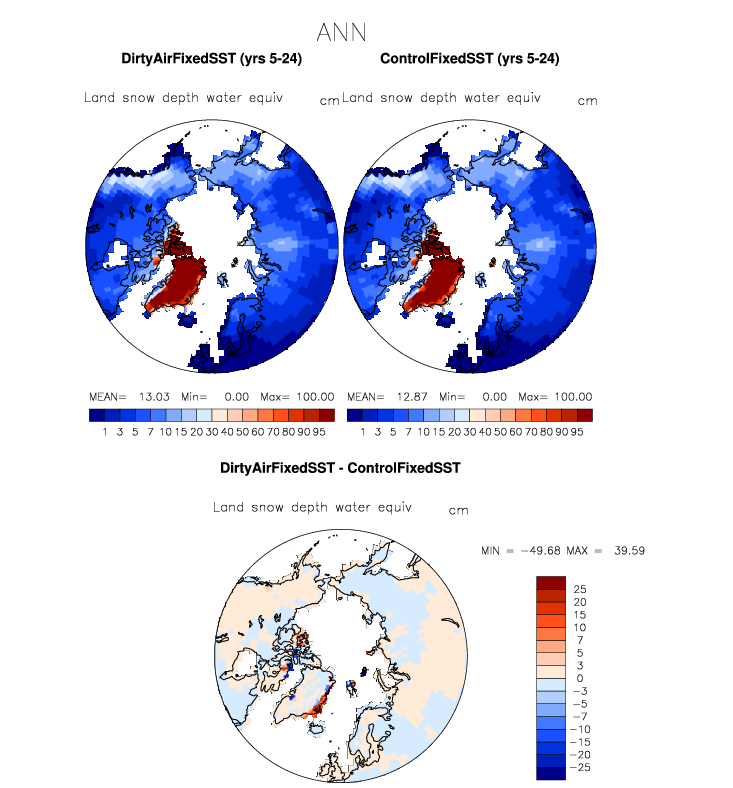 ANN
DirtyAirFixedSST (yrs 5-24)
ControlFixedSST (yrs 5-24)
Land snow depth water equiv cm
Land snow depth water equiv cm
MEAN= 13.03 Min= 0.00 Max= 100.00
MEAN= 12.87 Min= 0.00 Max= 100.00
1 3 5 7 10 15 20 30 40 50 60 70 80 90 95
1 3 5 7 10 15 20 30 40 50 60 70 80 90 95
DirtyAirFixedSST - ControlFixedSST
Land snow depth water equiv cm
MIN = -49.68 MAX = 39.59
25
20
15
10
7
5
3
0
-3
-5
-7
-10
-15
-20
-25